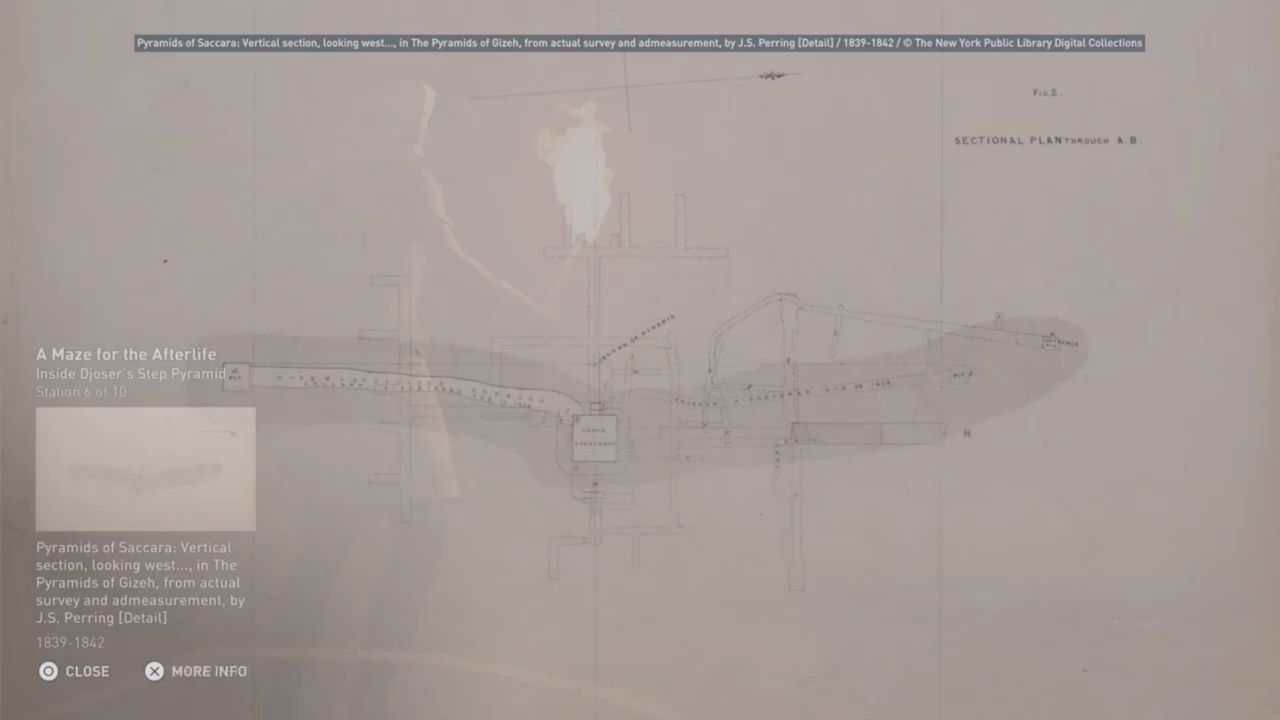 Pyramids of Saccara: Vertical section, looking west..., in The Pyramids of Gizeh, from actual survey and admeasurement, by J.S. Perring [Detail] / 1839-1842 / © The New York Public Library Digital Collections
FIG. 2.
SECTIONAL PLAN THROUGH A.B.
A Maze for the Afterlife
Inside Djoser's Step Pyramid
Station 6 of 10
PIT
LARGE
APARTMENT
H
Pyramids of Saccara: Vertical
section, looking west..., in The
Pyramids of Gizeh, from actual
survey and admeasurement, by
J.S. Perring [Detail]
1839-1842
CLOSE
MORE INFO